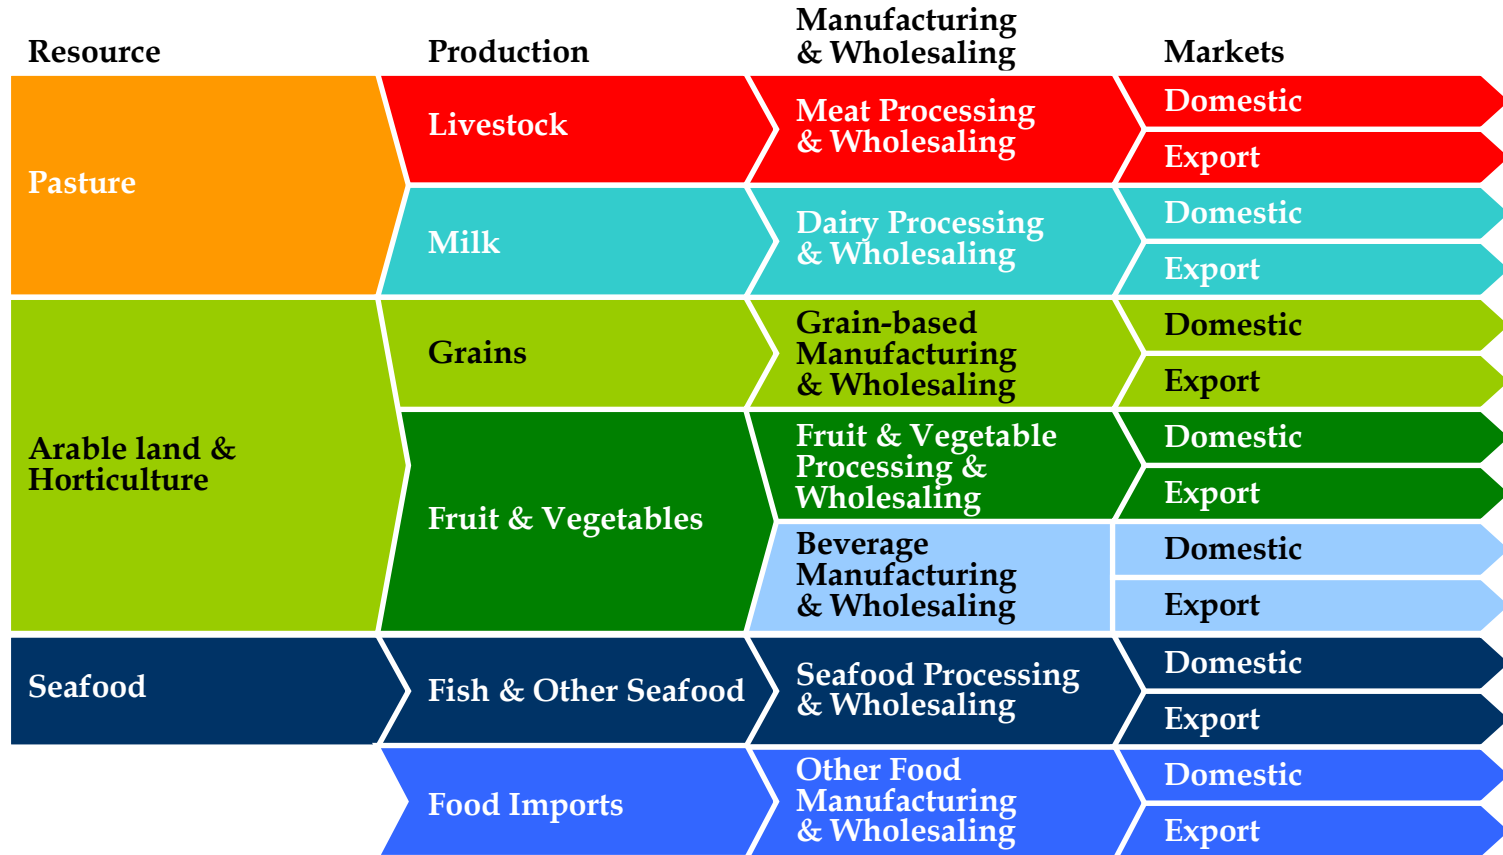 Resource
Production
Manufacturing
& Wholesaling
Markets
Pasture
Livestock
Meat Processing
& Wholesaling
Domestic
Export
Milk
Dairy Processing
& Wholesaling
Domestic
Export
Arable land &
Horticulture
Grains
Grain-based
Manufacturing
& Wholesaling
Domestic
Export
Fruit & Vegetables
Fruit & Vegetable
Processing &
Wholesaling
Domestic
Export
Beverage
Manufacturing
& Wholesaling
Domestic
Export
Seafood
Fish & Other Seafood
Seafood Processing
& Wholesaling
Domestic
Export
Food Imports
Other Food
Manufacturing
& Wholesaling
Domestic
Export